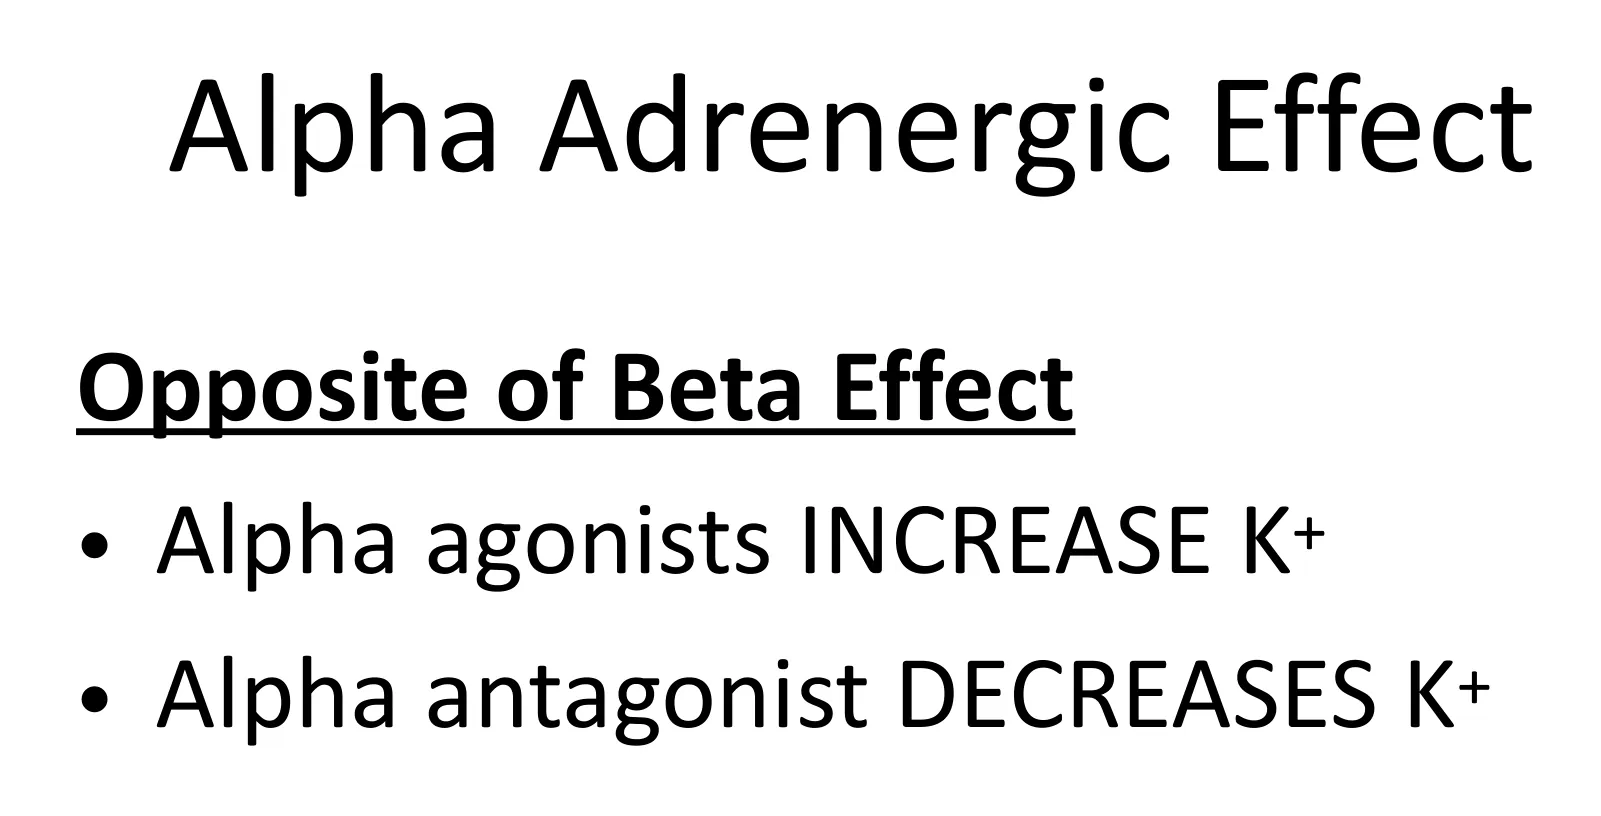 Alpha Adrenergic Effect
Opposite of Beta Effect
• Alpha agonists INCREASE K⁺
• Alpha antagonist DECREASES K⁺